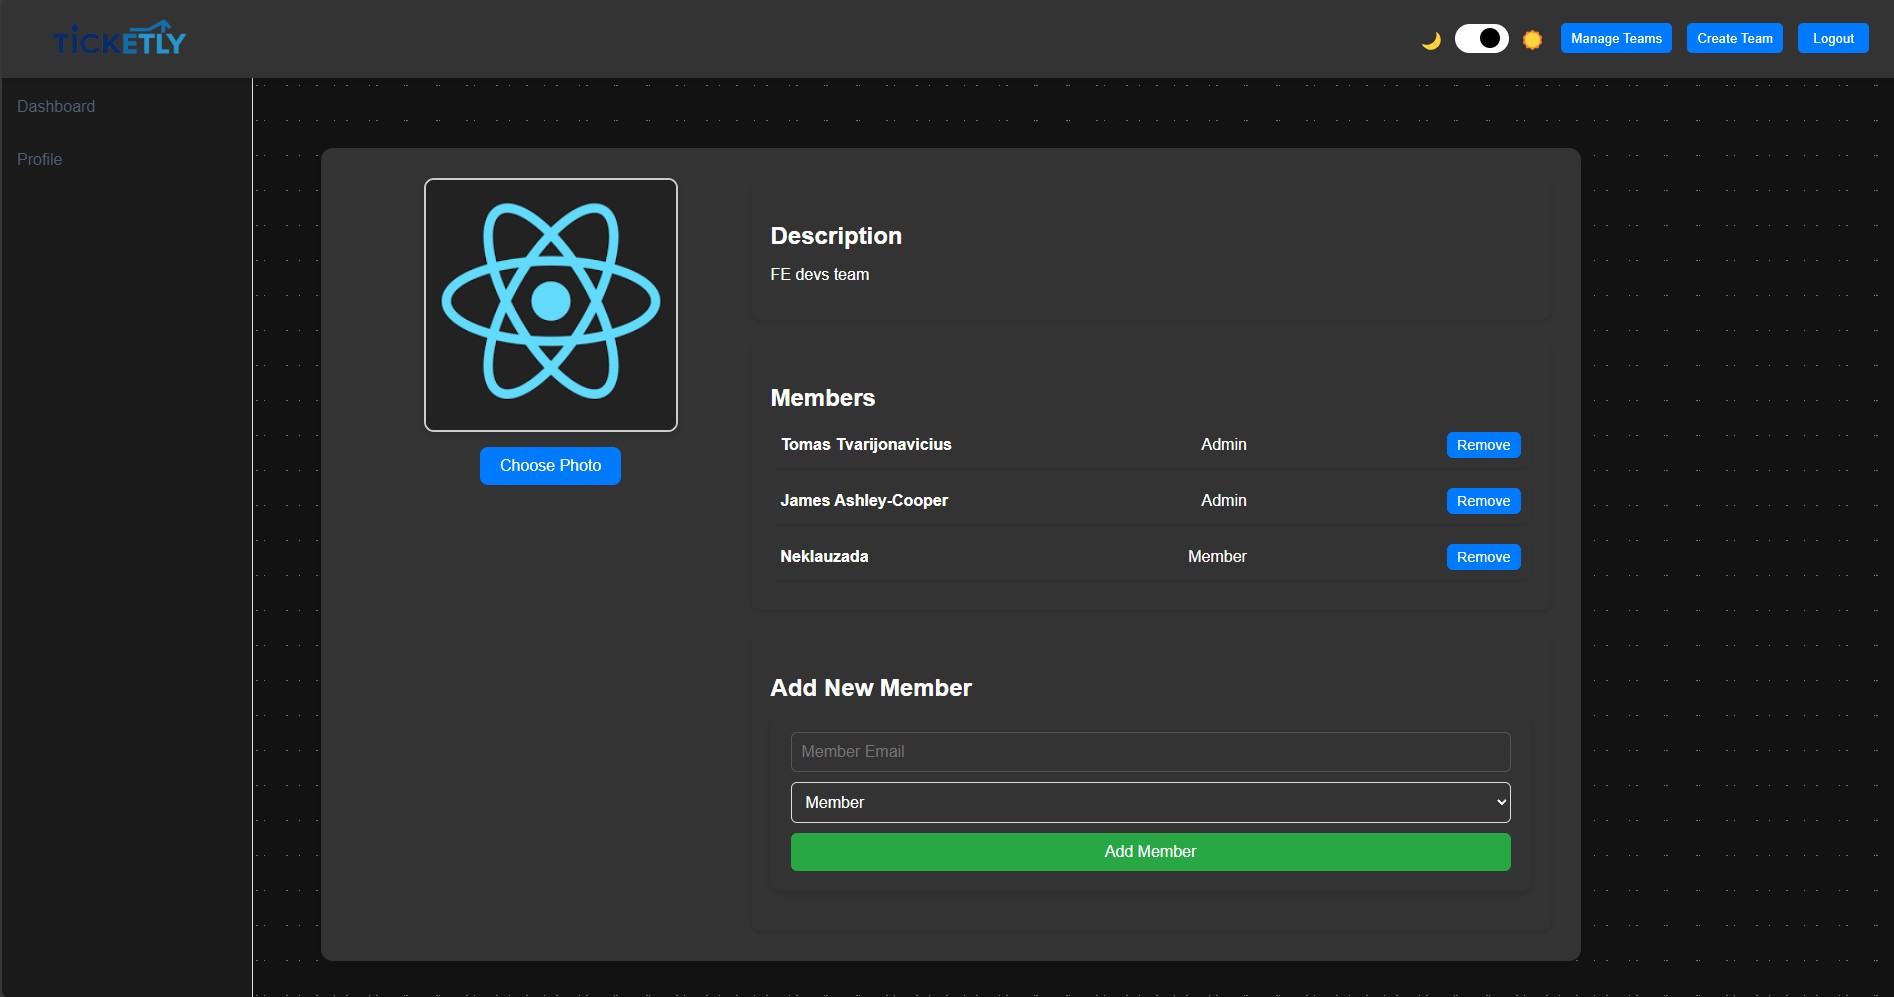 TiCKETLY
Manage Teams
Create Team
Logout
Dashboard
Profile
Choose Photo
Description
FE devs team
Members
Tomas Tvarijonavicius Admin Remove
James Ashley-Cooper Admin Remove
Neklauzada Member Remove
Add New Member
Member Email
Member
Add Member